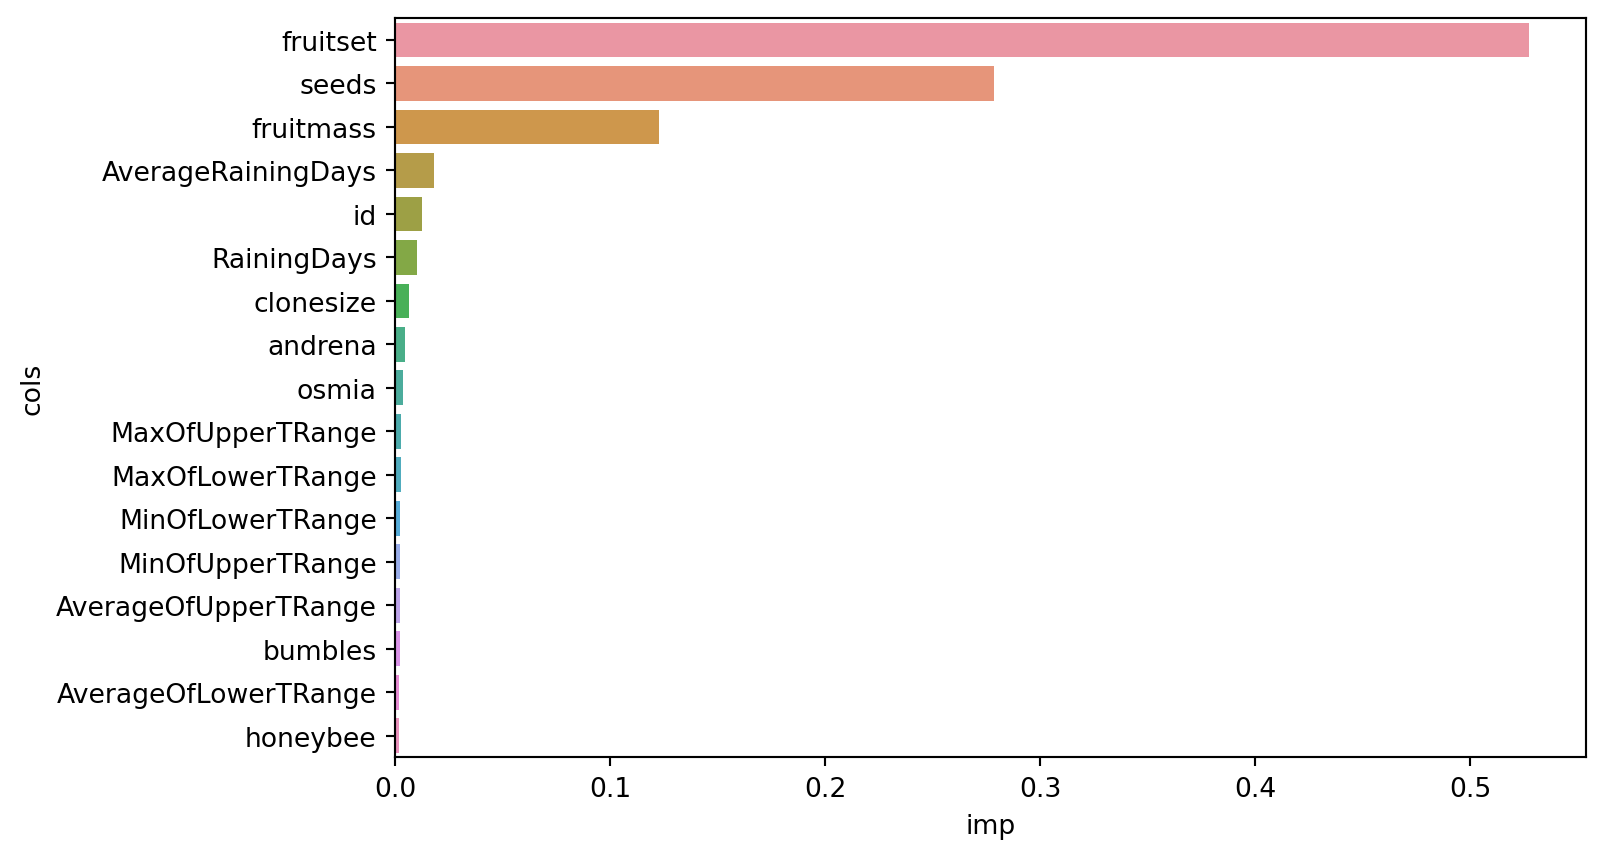 fruitset
seeds
fruitmass
AverageRainingDays
id
RainingDays
clonesize
andrena
osmia
MaxOfUpperTRange
MaxOfLowerTRange
MinOfLowerTRange
MinOfUpperTRange
AverageOfUpperTRange
bumbles
AverageOfLowerTRange
honeybee
cols
0.0 0.1 0.2 0.3 0.4 0.5
imp